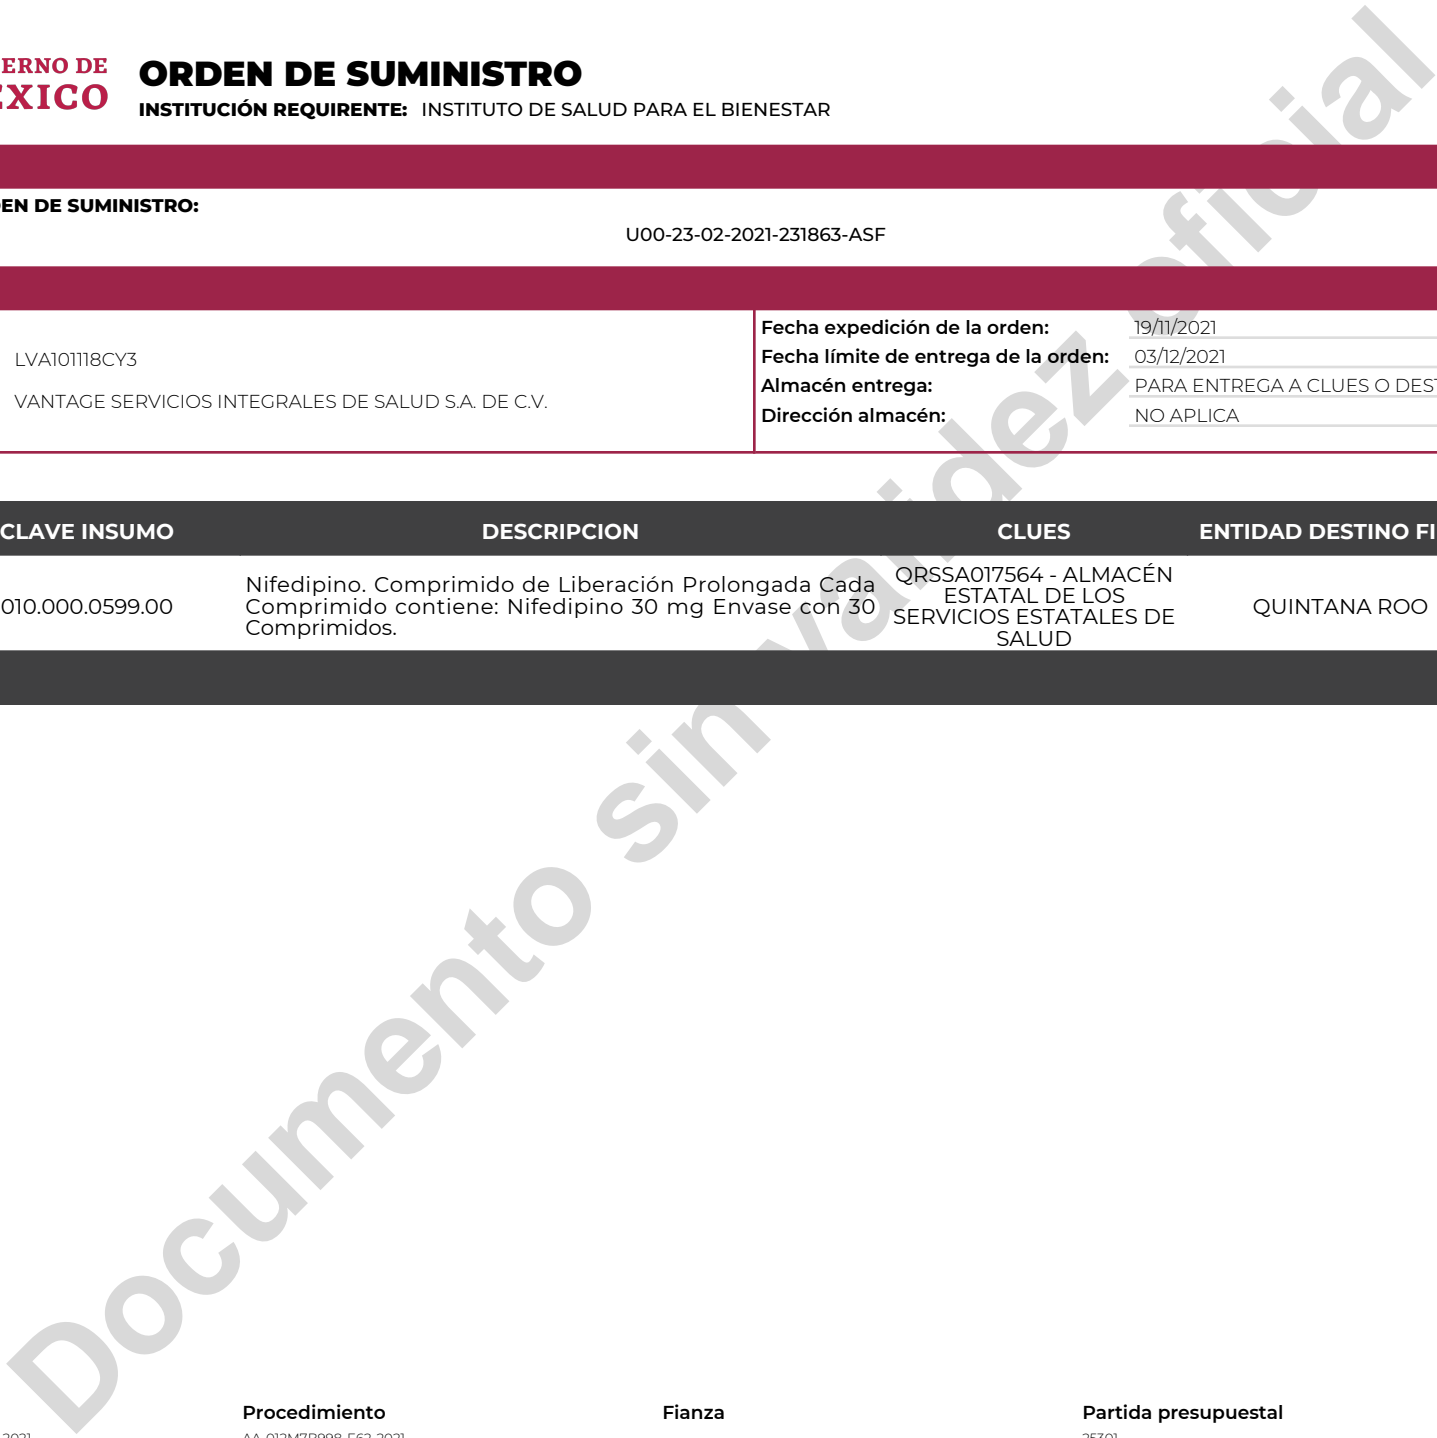 ERNO DE
ÉXICO
ORDEN DE SUMINISTRO
INSTITUCIÓN REQUIRENTE: INSTITUTO DE SALUD PARA EL BIENESTAR
EN DE SUMINISTRO:
U00-23-02-2021-231863-ASF
LVA101118CY3
VANTAGE SERVICIOS INTEGRALES DE SALUD S.A. DE C.V.
Fecha expedición de la orden: 19/11/2021
Fecha límite de entrega de la orden: 03/12/2021
Almacén entrega: PARA ENTREGA A CLUES O DEST
Dirección almacén: NO APLICA
CLAVE INSUMO DESCRIPCION CLUES ENTIDAD DESTINO FI
010.000.0599.00
Nifedipino. Comprimido de Liberación Prolongada Cada
Comprimido contiene: Nifedipino 30 mg Envase con 30
Comprimidos.
QRSSA017564 - ALMACÉN
ESTATAL DE LOS
SERVICIOS ESTATALES DE
SALUD
QUINTANA ROO
Documento sin validez oficial
Procedimiento Fianza Partida presupuestal
2021 25301